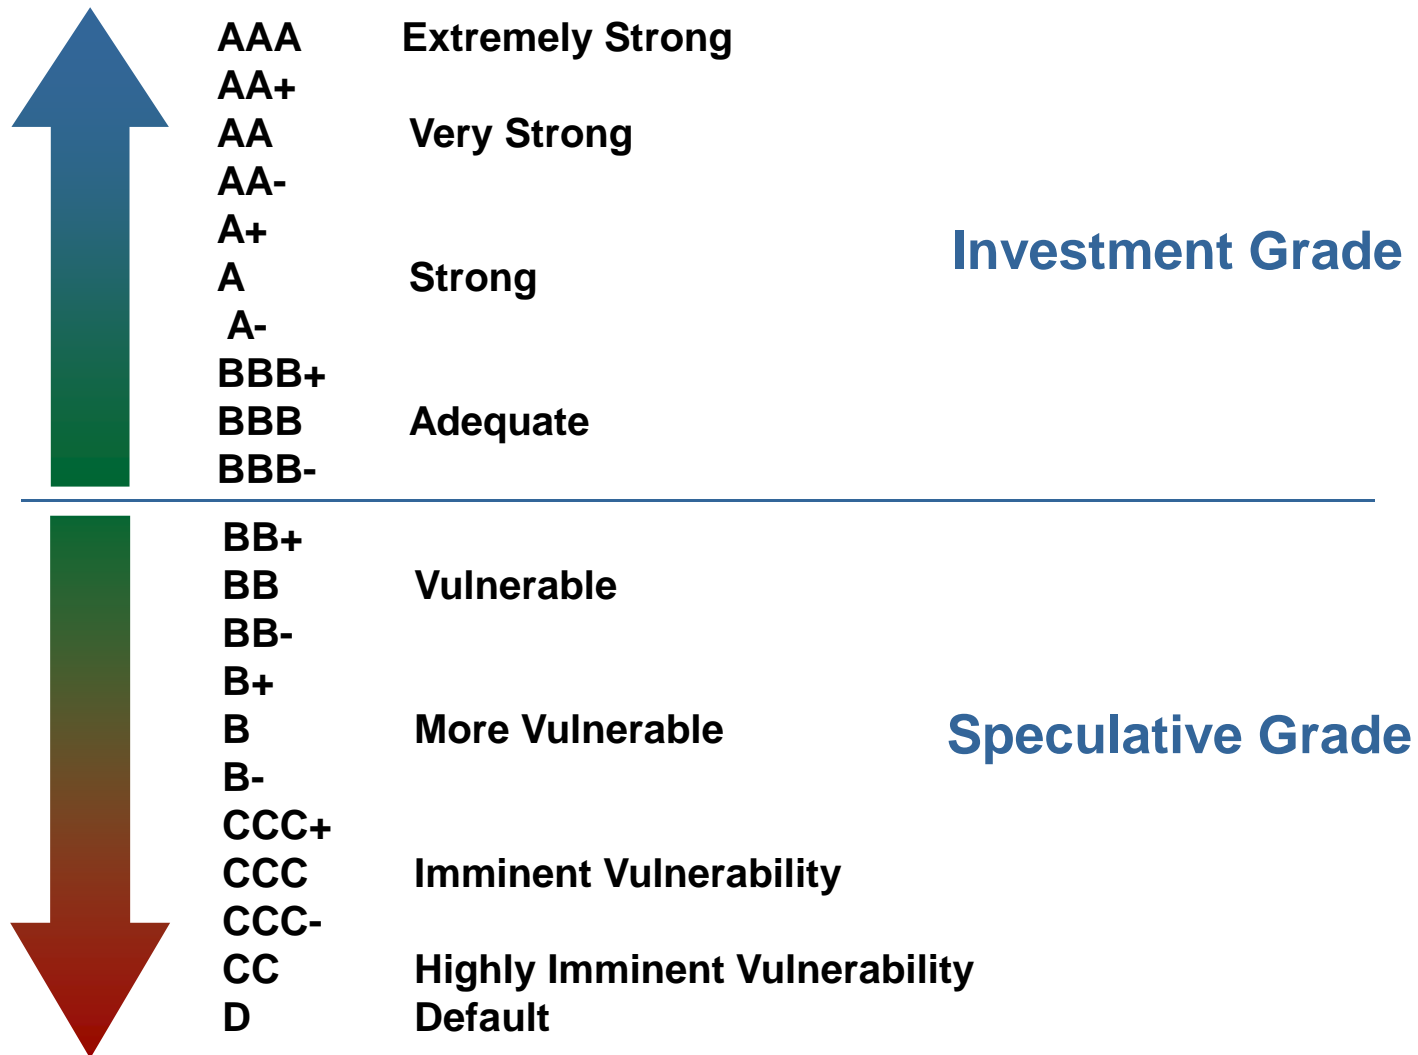 AAA Extremely Strong
AA+
AA Very Strong
AA-
A+
Investment Grade
A Strong
A-
BBB+
BBB Adequate
BBB-
BB+
BB Vulnerable
BB-
B+
B More Vulnerable
Speculative Grade
B-
CCC+
CCC Imminent Vulnerability
CCC-
CC Highly Imminent Vulnerability
D Default